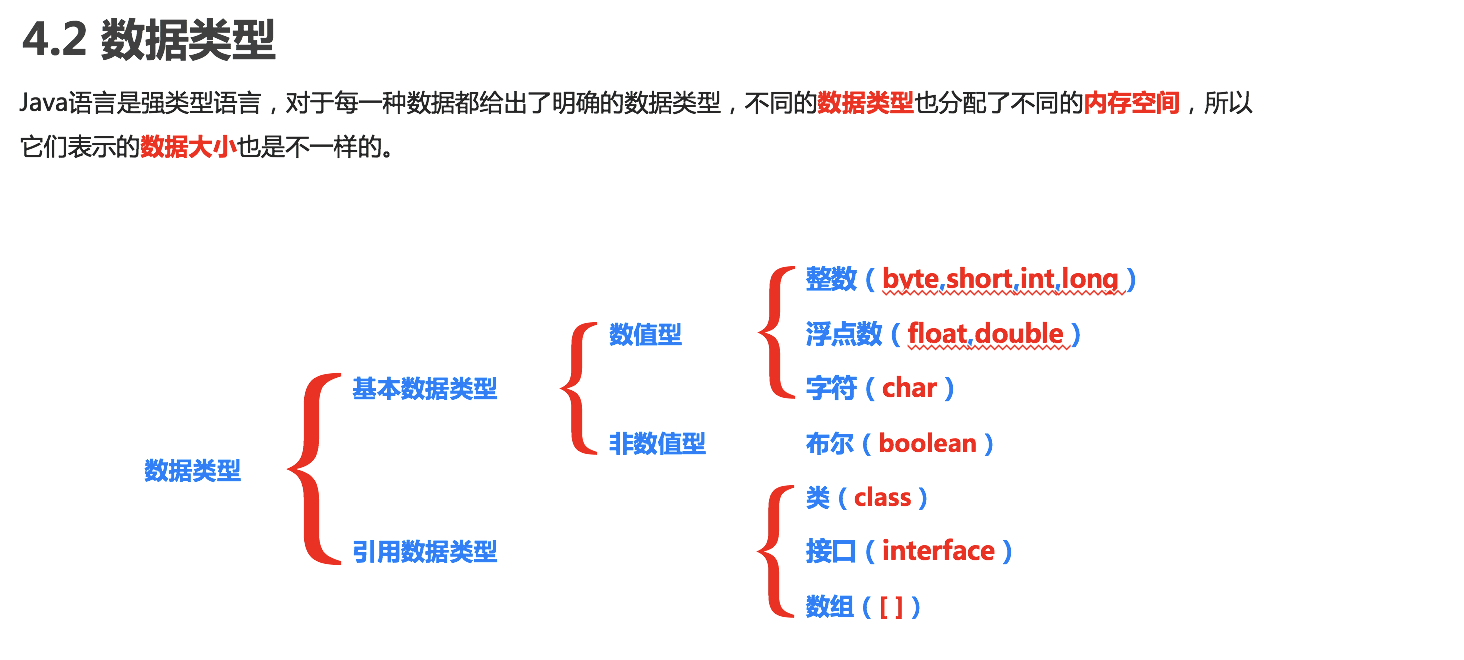 4.2 数据类型
Java语言是强类型语言，对于每一种数据都给出了明确的数据类型，不同的数据类型也分配了不同的内存空间，所以
它们表示的数据大小也是不一样的。
整数（byte,short,int,long）
数值型
浮点数（float,double）
基本数据类型
字符（char）
非数值型
布尔（boolean）
数据类型
类（class）
引用数据类型
接口（interface）
数组（[ ]）